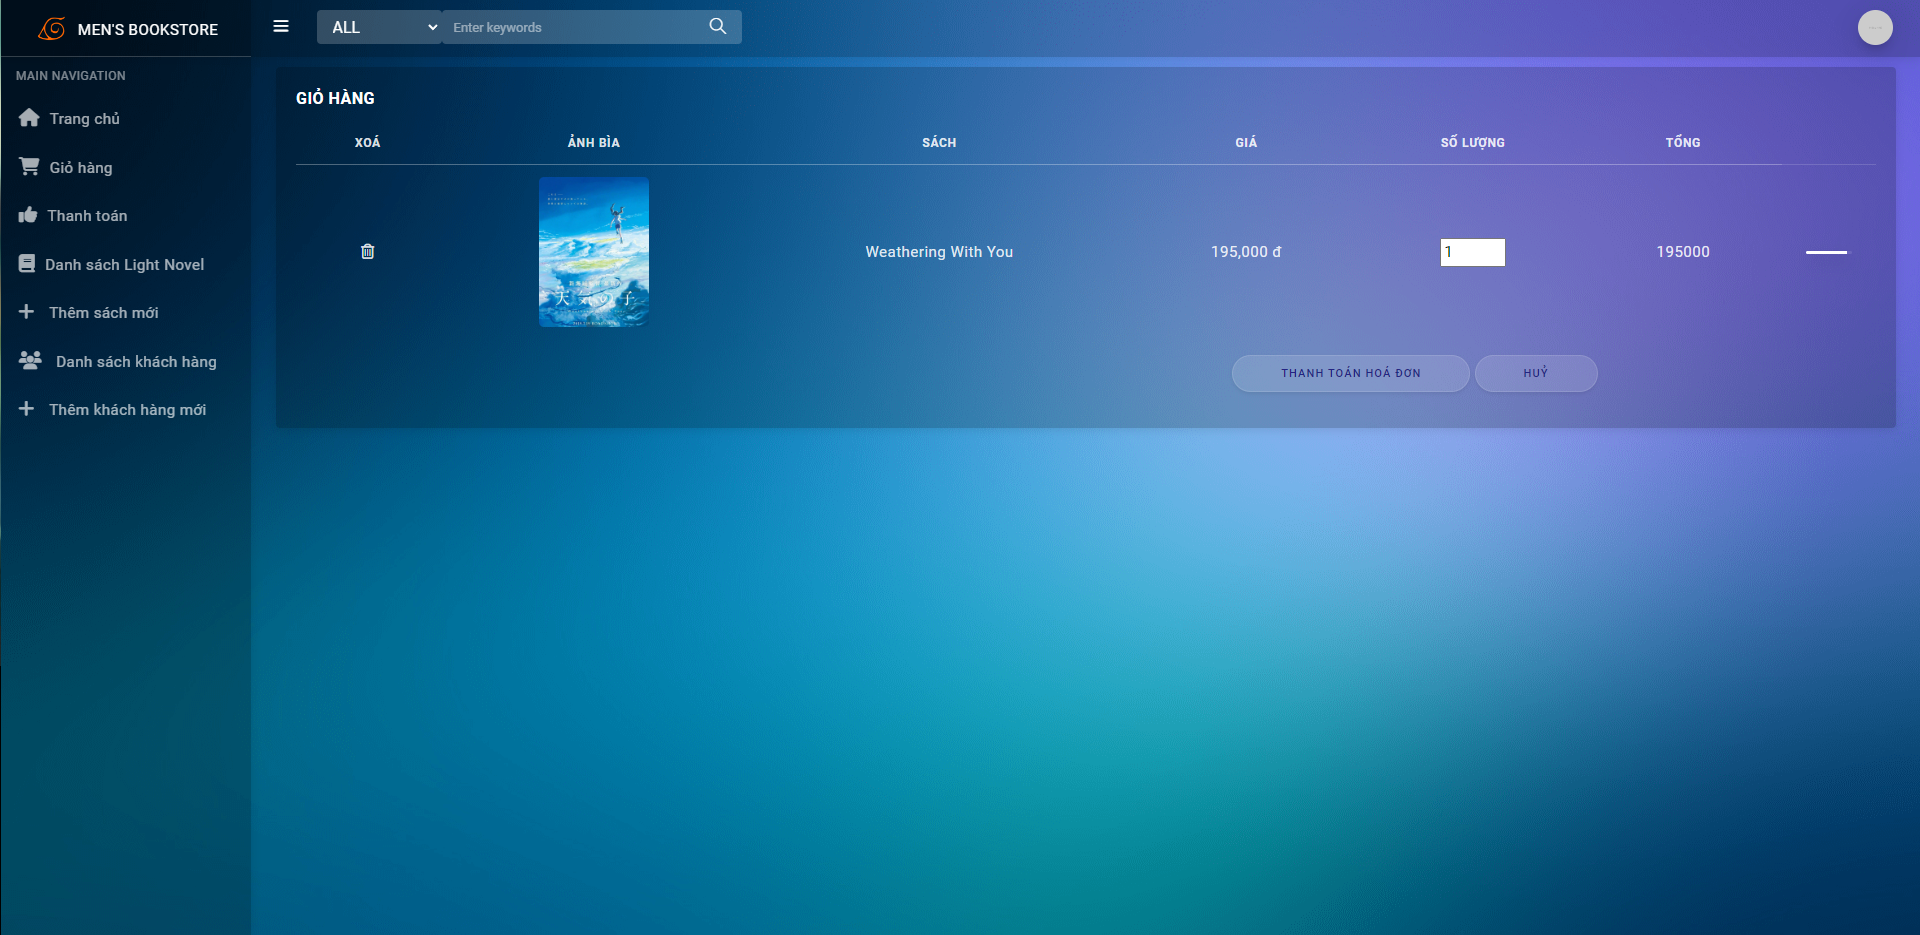 MEN'S BOOKSTORE
ALL
Enter keywords
MAIN NAVIGATION
Trang chủ
Giỏ hàng
Thanh toán
Danh sách Light Novel
Thêm sách mới
Danh sách khách hàng
Thêm khách hàng mới
GIỎ HÀNG
XOÁ ẢNH BÌA SÁCH GIÁ SỐ LƯỢNG TỔNG
天気の子
Weathering With You 195,000 đ 1 195000
THANH TOÁN HOÁ ĐƠN HUỶ